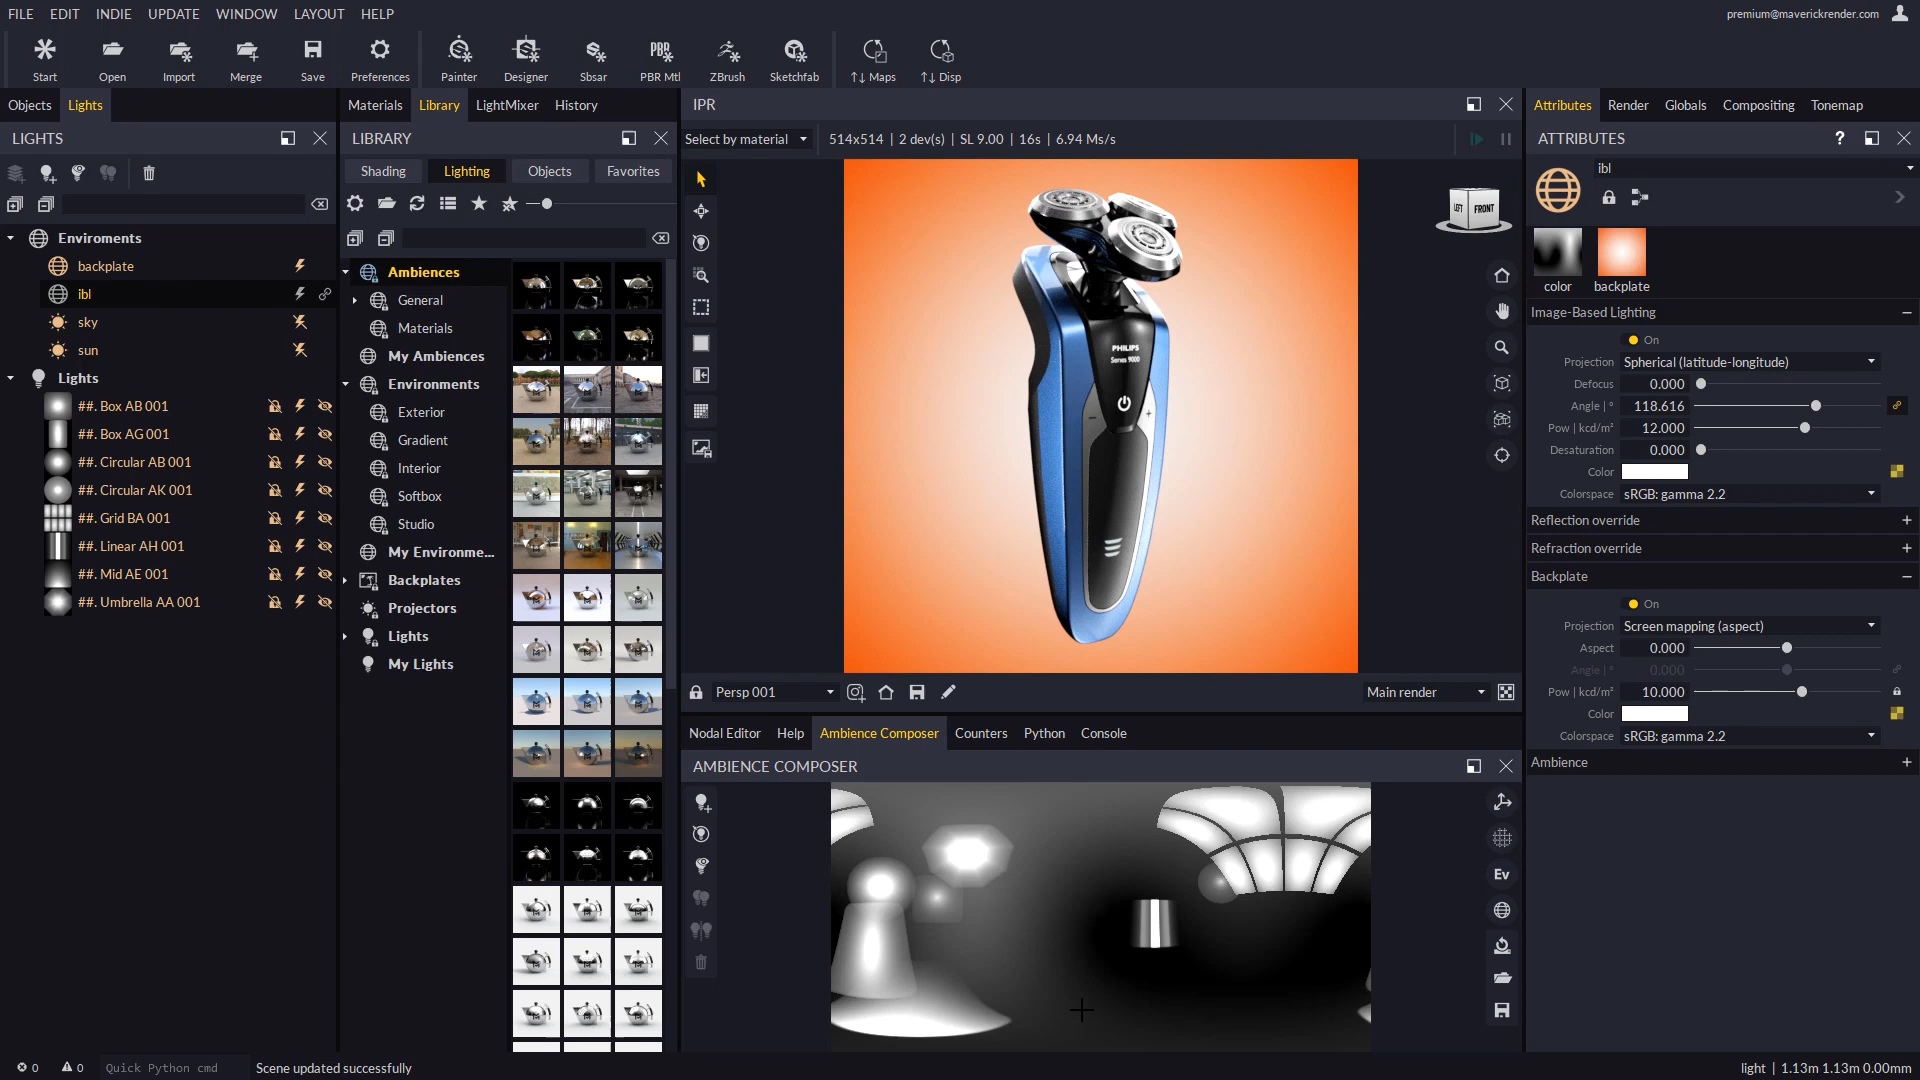 FILE EDIT INDIE UPDATE WINDOW LAYOUT HELP
premium@maverickrender.com
Start Open Import Merge Save Preferences Painter Designer Sbsar PBR Mtl ZBrush Sketchfab ↑↓ Maps ↑↓ Disp
PBR
Objects Lights
LIGHTS
Enviroments
backplate
ibl
sky
sun
Lights
##. Box AB 001
##. Box AG 001
##. Circular AB 001
##. Circular AK 001
##. Grid BA 001
##. Linear AH 001
##. Mid AE 001
##. Umbrella AA 001
Materials Library LightMixer History
LIBRARY
Shading Lighting Objects Favorites
Ambiences
General
Materials
My Ambiences
Environments
Exterior
Gradient
Interior
Softbox
Studio
My Environme...
Backplates
Projectors
Lights
My Lights
IPR
Select by material 514x514 | 2 dev(s) | SL 9.00 | 16s | 6.94 Ms/s
LEFT FRONT
PHILIPS
Series 9000
Persp 001 Main render
Nodal Editor Help Ambience Composer Counters Python Console
AMBIENCE COMPOSER
Ev
Attributes Render Globals Compositing Tonemap
ATTRIBUTES ?
ibl
color backplate
Image-Based Lighting
On
Projection Spherical (latitude-longitude)
Defocus 0.000
Angle | ° 118.616
Pow | kcd/m² 12.000
Desaturation 0.000
Color
Colorspace sRGB: gamma 2.2
Reflection override
Refraction override
Backplate
On
Projection Screen mapping (aspect)
Aspect 0.000
Angle | ° 0.000
Pow | kcd/m² 10.000
Color
Colorspace sRGB: gamma 2.2
Ambience
0 0 Quick Python cmd Scene updated successfully
light | 1.13m 1.13m 0.00mm